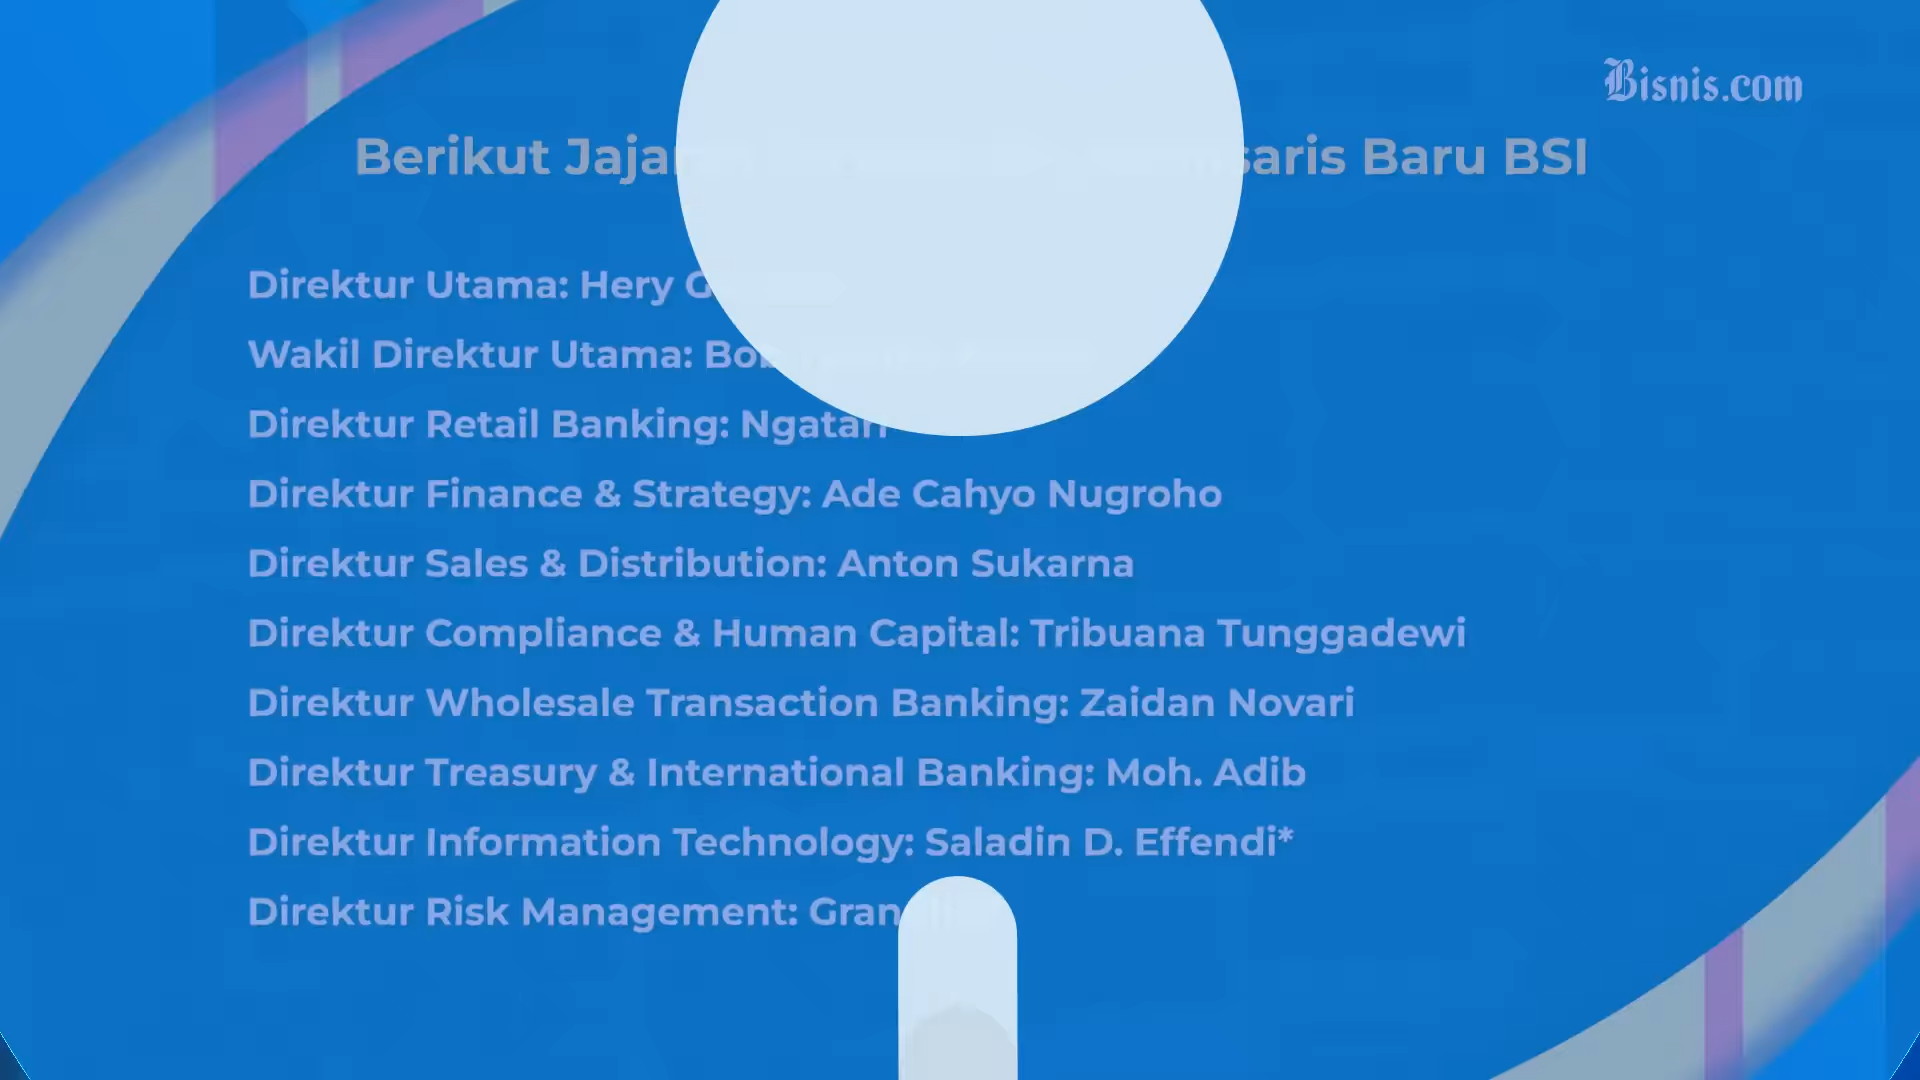 Bisnis.com
Berikut Baru BSI
Direktur Utama: Hery
Wakil Direktur Utama:
Direktur Retail Banking: Ngatari
Direktur Finance & Strategy: Ade Cahyo Nugroho
Direktur Sales & Distribution: Anton Sukarna
Direktur Compliance & Human Capital: Tribuana Tunggadewi
Direktur Wholesale Transaction Banking: Zaidan Novari
Direktur Treasury & International Banking: Moh. Adib
Direktur Information Technology: Saladin D. Effendi*
Direktur Risk Management: